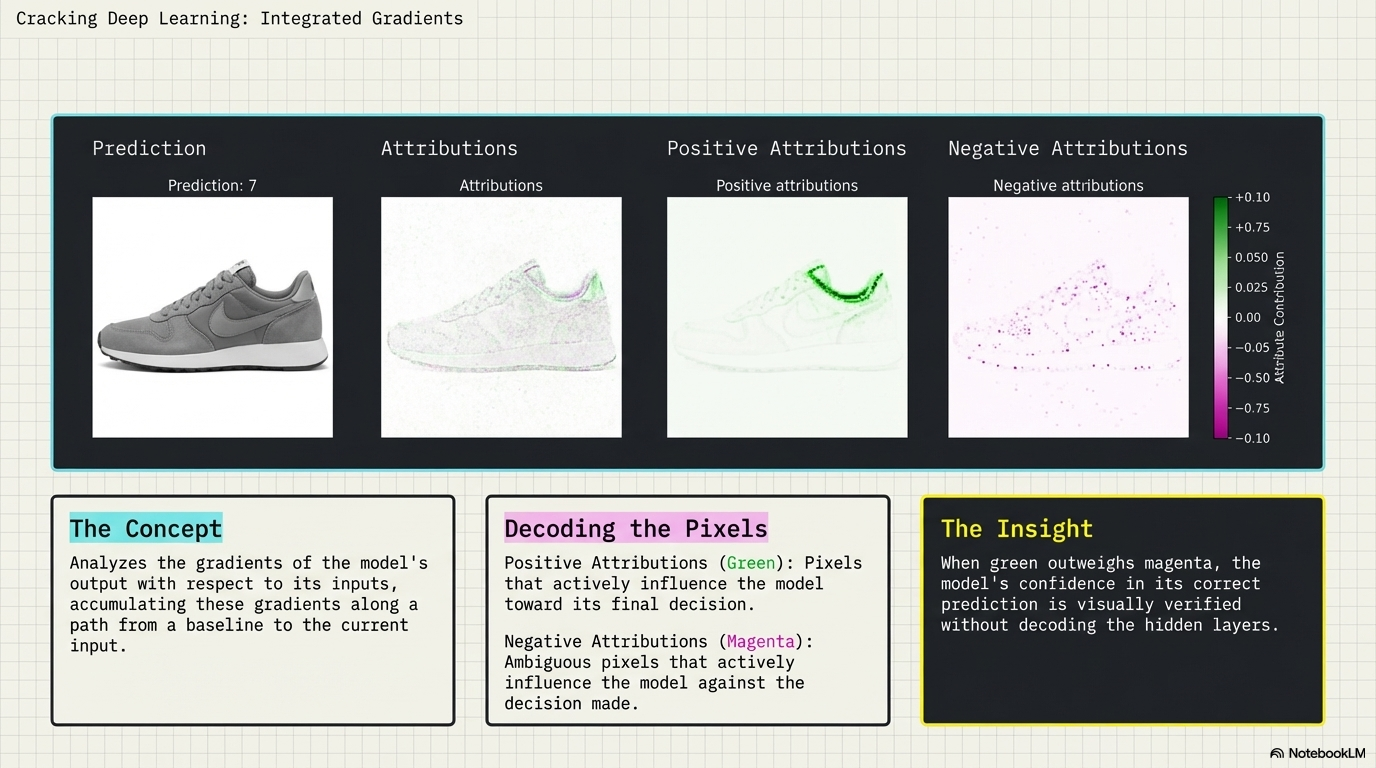 Cracking Deep Learning: Integrated Gradients
Prediction
Attributions
Positive Attributions
Negative Attributions
Prediction: 7
Attributions
Positive attributions
Negative attributions
+0.10
+0.75
0.050
0.025
0.00
−0.05
−0.50
−0.75
−0.10
Attribute Contribution
The Concept
Analyzes the gradients of the model's
output with respect to its inputs,
accumulating these gradients along a
path from a baseline to the current
input.
Decoding the Pixels
Positive Attributions (Green): Pixels
that actively influence the model
toward its final decision.
Negative Attributions (Magenta):
Ambiguous pixels that actively
influence the model against the
decision made.
The Insight
When green outweighs magenta, the
model's confidence in its correct
prediction is visually verified
without decoding the hidden layers.
NotebookLM